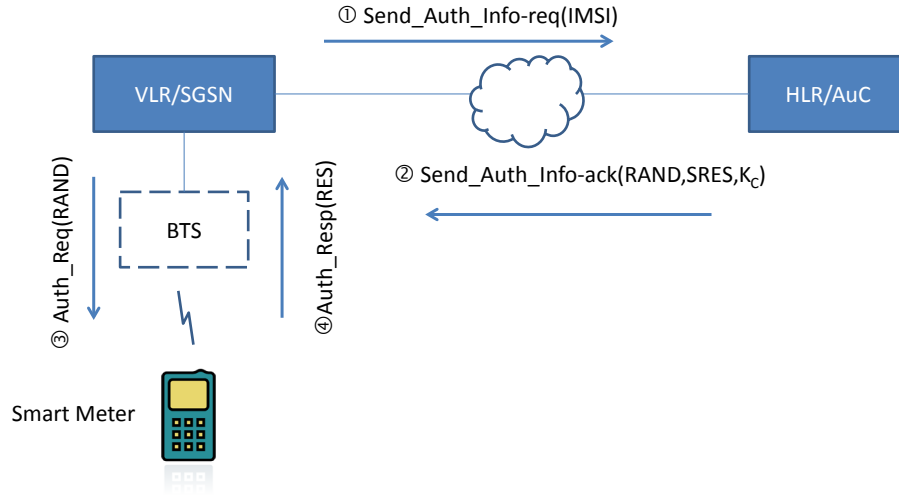 ① Send_Auth_Info-req(IMSI)
VLR/SGSN
HLR/AuC
② Send_Auth_Info-ack(RAND,SRES,KC)
③ Auth_Req(RAND)
④Auth_Resp(RES)
BTS
Smart Meter